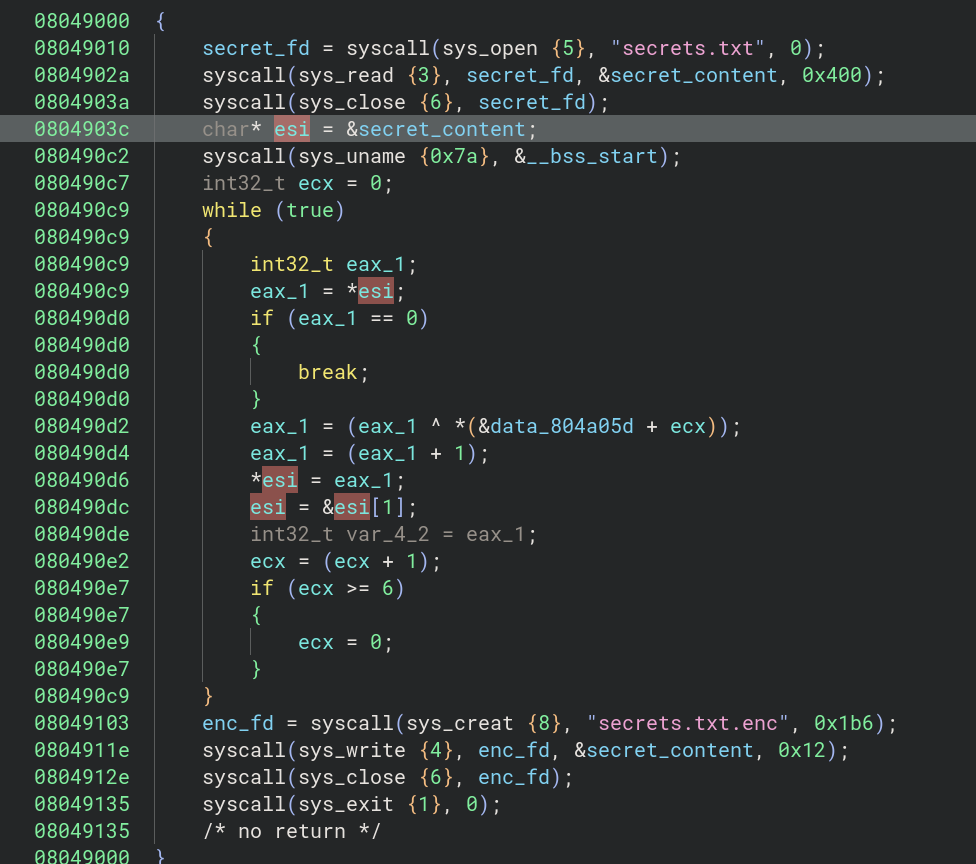 08049000 {
08049010 secret_fd = syscall(sys_open {5}, "secrets.txt", 0);
0804902a syscall(sys_read {3}, secret_fd, &secret_content, 0x400);
0804903a syscall(sys_close {6}, secret_fd);
0804903c char* esi = &secret_content;
080490c2 syscall(sys_uname {0x7a}, &__bss_start);
080490c7 int32_t ecx = 0;
080490c9 while (true)
080490c9 {
080490c9 int32_t eax_1;
080490c9 eax_1 = *esi;
080490d0 if (eax_1 == 0)
080490d0 {
080490d0 break;
080490d0 }
080490d2 eax_1 = (eax_1 ^ *(&data_804a05d + ecx));
080490d4 eax_1 = (eax_1 + 1);
080490d6 *esi = eax_1;
080490dc esi = &esi[1];
080490de int32_t var_4_2 = eax_1;
080490e2 ecx = (ecx + 1);
080490e7 if (ecx >= 6)
080490e7 {
080490e9 ecx = 0;
080490e7 }
080490c9 }
08049103 enc_fd = syscall(sys_creat {8}, "secrets.txt.enc", 0x1b6);
0804911e syscall(sys_write {4}, enc_fd, &secret_content, 0x12);
0804912e syscall(sys_close {6}, enc_fd);
08049135 syscall(sys_exit {1}, 0);
08049135 /* no return */
08049000 }